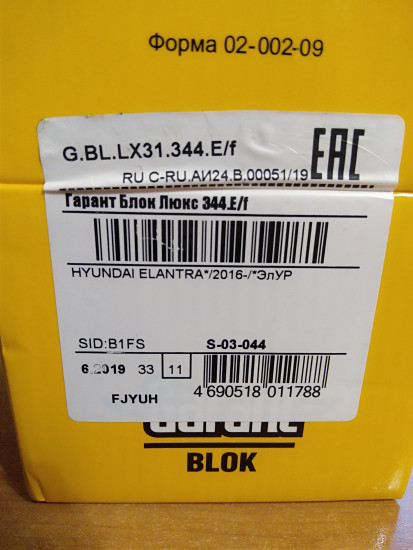 Форма 02-002-09
G.BL.LX31.344.E/f
EAC
RU C-RU.АИ24.B.00051/19
Гарант Блок Люкс 344.E/f
HYUNDAI ELANTRA*/2016-/*ЭлУР
SID:B1FS S-03-044
6.2019 33 11
4 690518 011788
FJYUH
BLOK